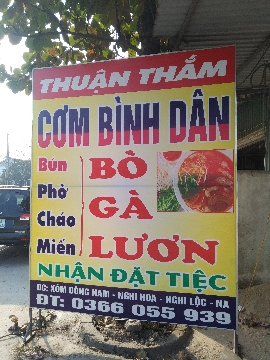 THUẬN THẮM
CƠM BÌNH DÂN
Bún
Phở
Cháo
Miến
BÒ
GÀ
LƯƠN
NHẬN ĐẶT TIỆC
ĐC: XÓM ĐÔNG NAM - NGHI HOA - NGHI LỘC - NA
ĐT: 0366 055 939